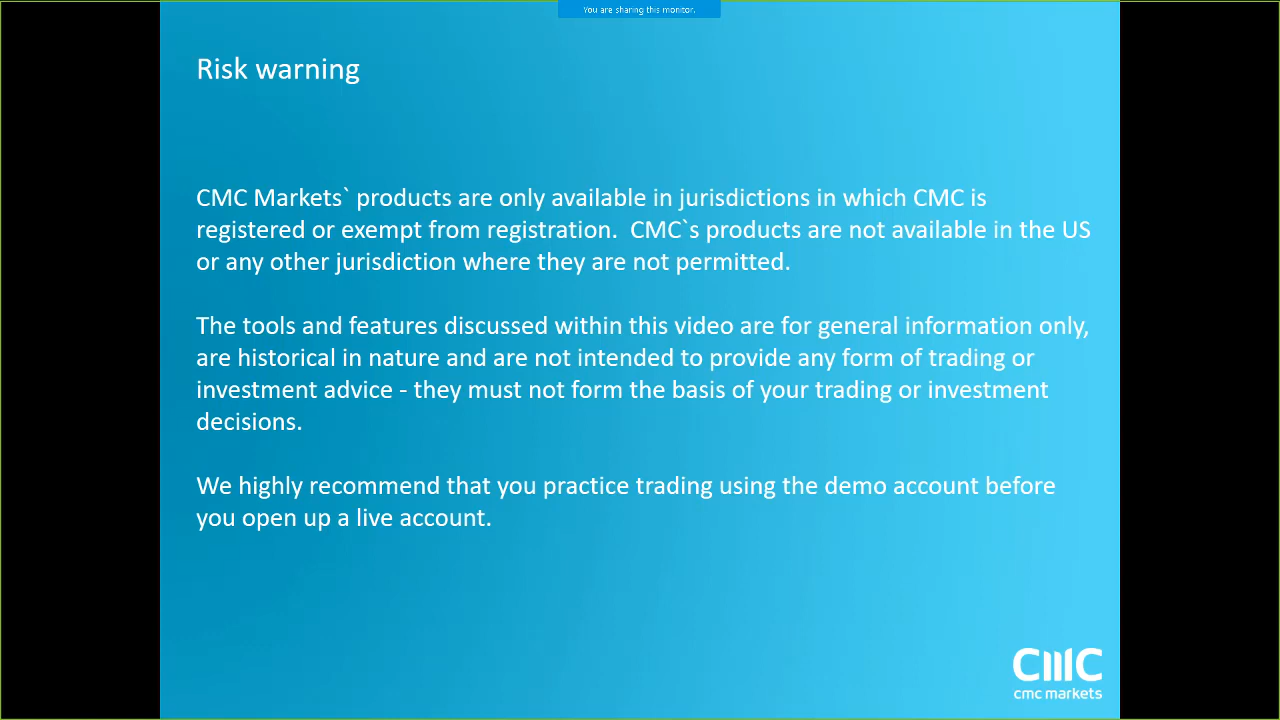 You are sharing this monitor.
Risk warning
CMC Markets` products are only available in jurisdictions in which CMC is
registered or exempt from registration.  CMC`s products are not available in the US
or any other jurisdiction where they are not permitted.
The tools and features discussed within this video are for general information only,
are historical in nature and are not intended to provide any form of trading or
investment advice - they must not form the basis of your trading or investment
decisions.
We highly recommend that you practice trading using the demo account before
you open up a live account.
CMC
cmc markets